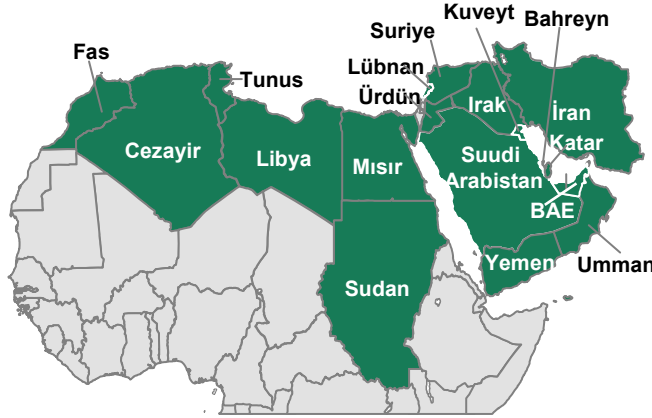 Kuveyt
Bahreyn
Suriye
Fas
Lübnan
Tunus
Ürdün
Irak
İran
Katar
Cezayir
Libya
Mısır
Suudi
Arabistan
BAE
Yemen
Umman
Sudan